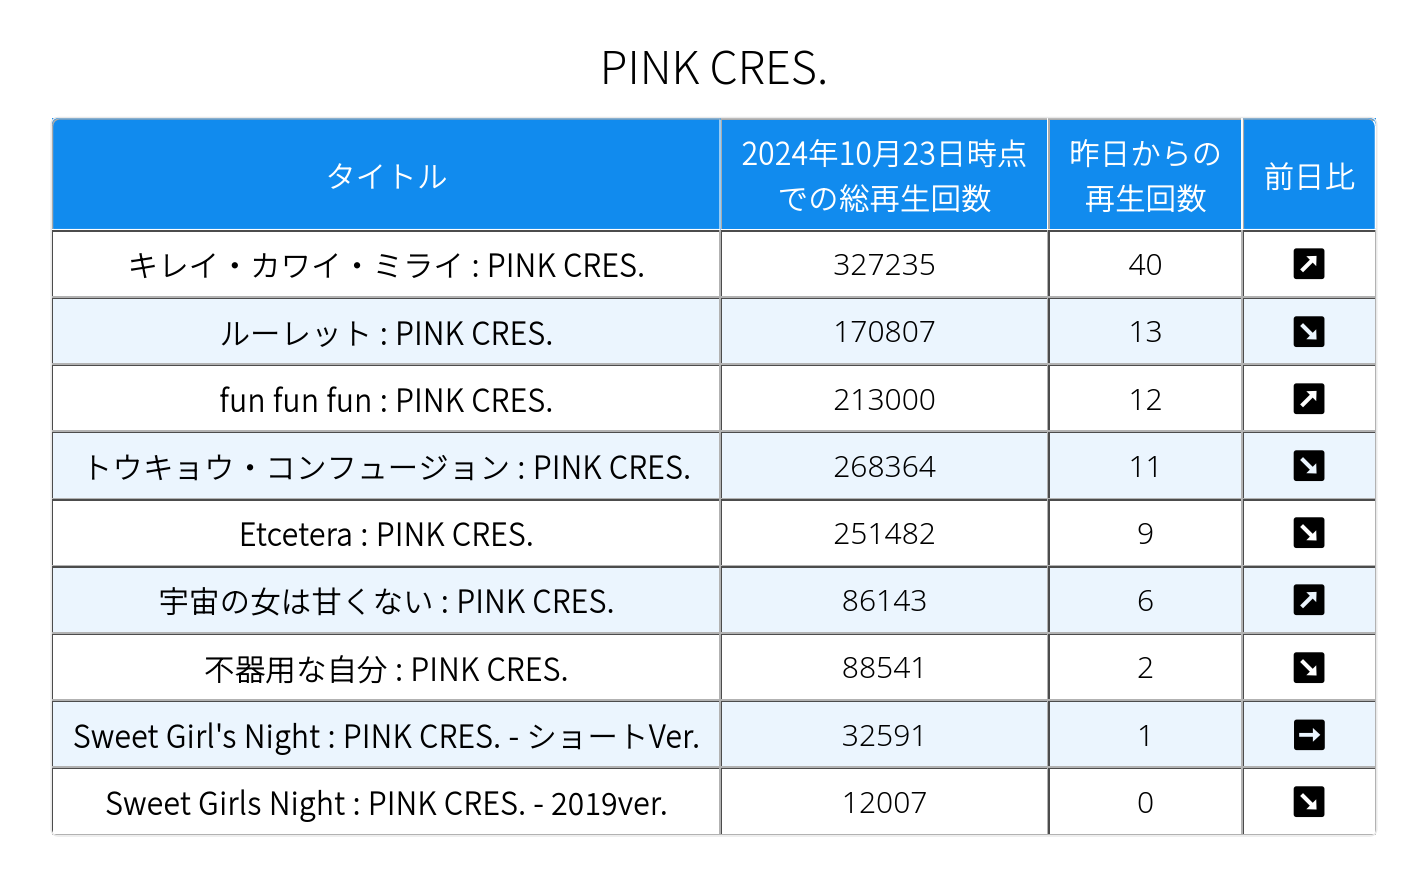 PINK CRES.
タイトル
2024年10月23日時点
での総再生回数
昨日からの
再生回数
前日比
キレイ・カワイ・ミライ : PINK CRES. 327235 40
ルーレット : PINK CRES. 170807 13
fun fun fun : PINK CRES. 213000 12
トウキョウ・コンフュージョン : PINK CRES. 268364 11
Etcetera : PINK CRES. 251482 9
宇宙の女は甘くない : PINK CRES. 86143 6
不器用な自分 : PINK CRES. 88541 2
Sweet Girl's Night : PINK CRES. - ショートVer. 32591 1
Sweet Girls Night : PINK CRES. - 2019ver. 12007 0